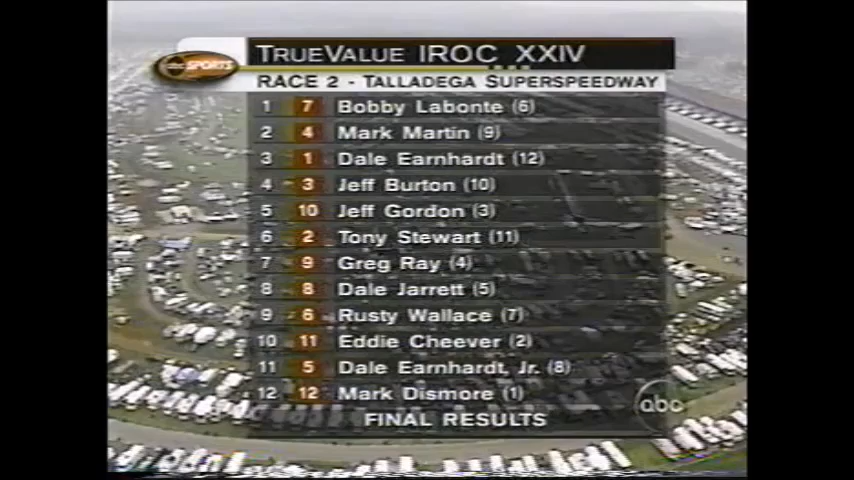 TRUEVALUE IROC XXIV
abc SPORTS
RACE 2 - TALLADEGA SUPERSPEEDWAY
1 7 Bobby Labonte (6)
2 4 Mark Martin (9)
3 1 Dale Earnhardt (12)
4 3 Jeff Burton (10)
5 10 Jeff Gordon (3)
6 2 Tony Stewart (11)
7 9 Greg Ray (4)
8 8 Dale Jarrett (5)
9 6 Rusty Wallace (7)
10 11 Eddie Cheever (2)
11 5 Dale Earnhardt, Jr. (8)
12 12 Mark Dismore (1)
FINAL RESULTS
abc